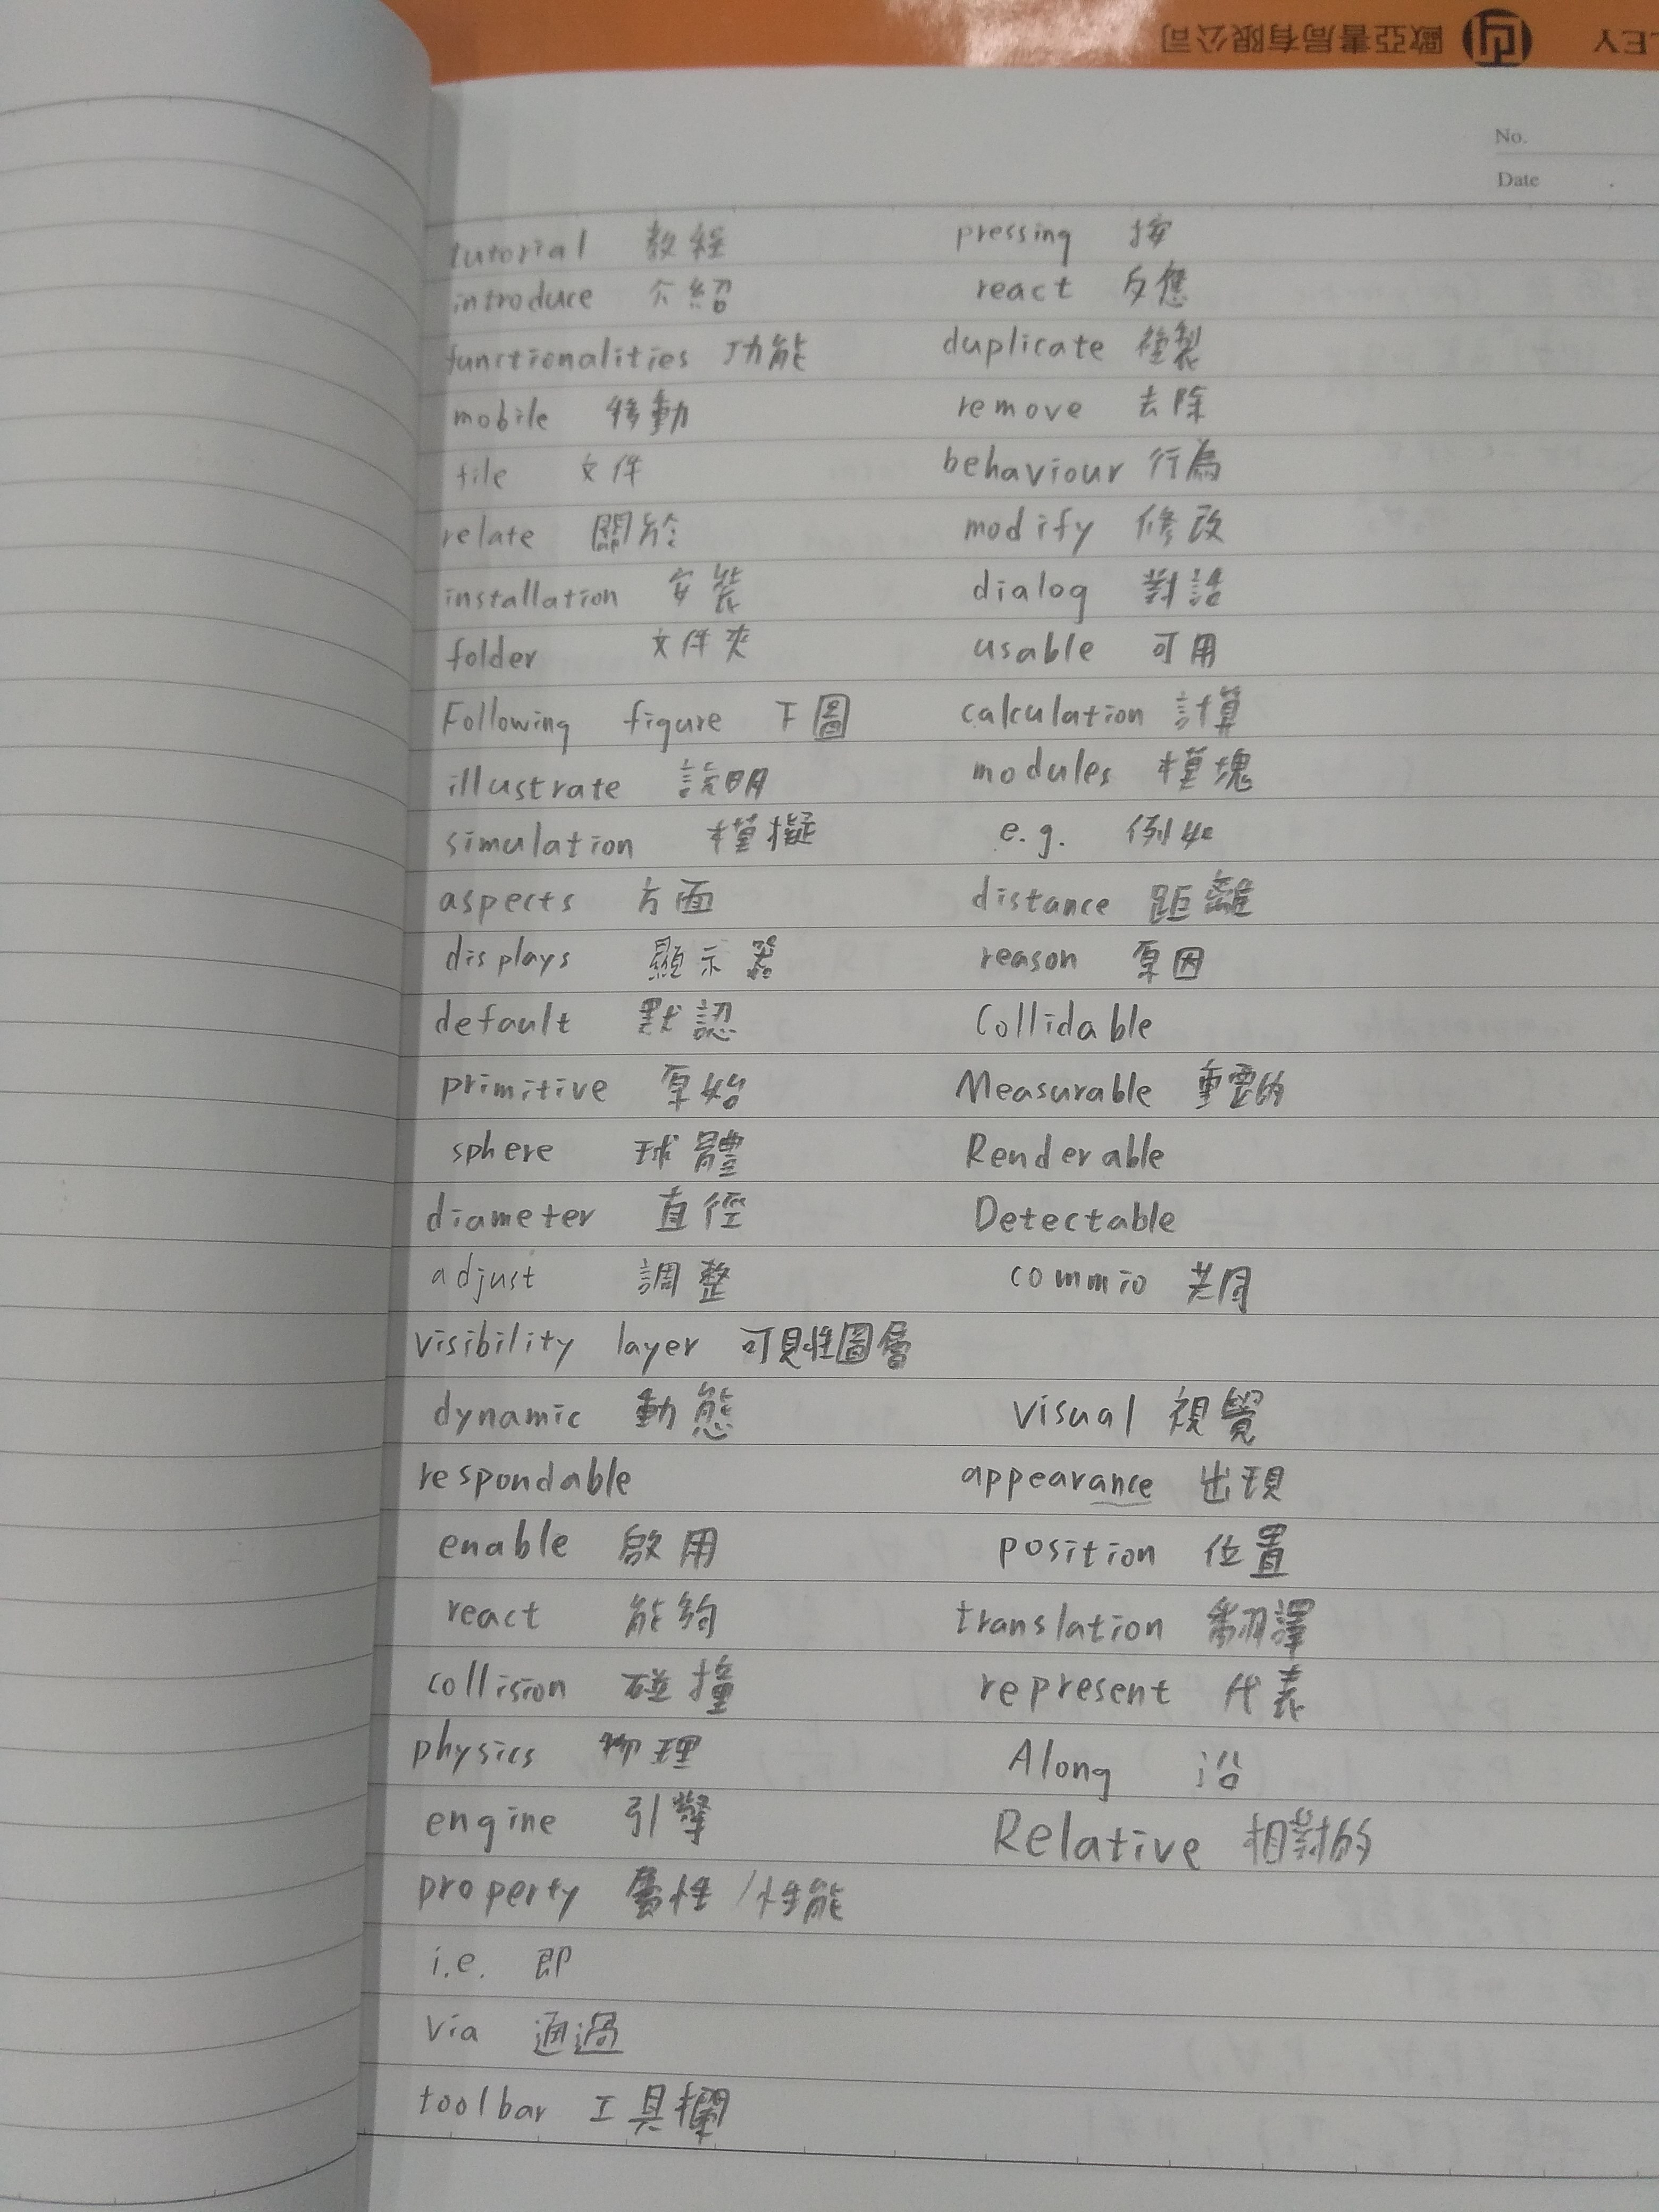 歐亞書局有限公司
LEY
No.
Date
tutorial 教程
introduce 介紹
functionalities 功能
mobile 移動
file 文件
relate 關於
installation 安裝
folder 文件夾
Following figure 下圖
illustrate 說明
simulation 模擬
aspects 方面
displays 顯示器
default 默認
primitive 原始
sphere 球體
diameter 直徑
adjust 調整
visibility layer 可見性圖層
dynamic 動態
respondable
enable 啟用
react 能夠
collision 碰撞
physics 物理
engine 引擎
property 屬性/性能
i.e. 即
Via 通過
toolbar 工具欄
pressing 按
react 反應
duplicate 複製
remove 去除
behaviour 行為
modify 修改
dialog 對話
usable 可用
calculation 計算
modules 模塊
e.g. 例如
distance 距離
reason 原因
Collidable
Measurable 重要的
Renderable
Detectable
commio 共同
visual 視覺
appearance 出現
position 位置
translation 翻譯
represent 代表
Along 沿
Relative 相對的